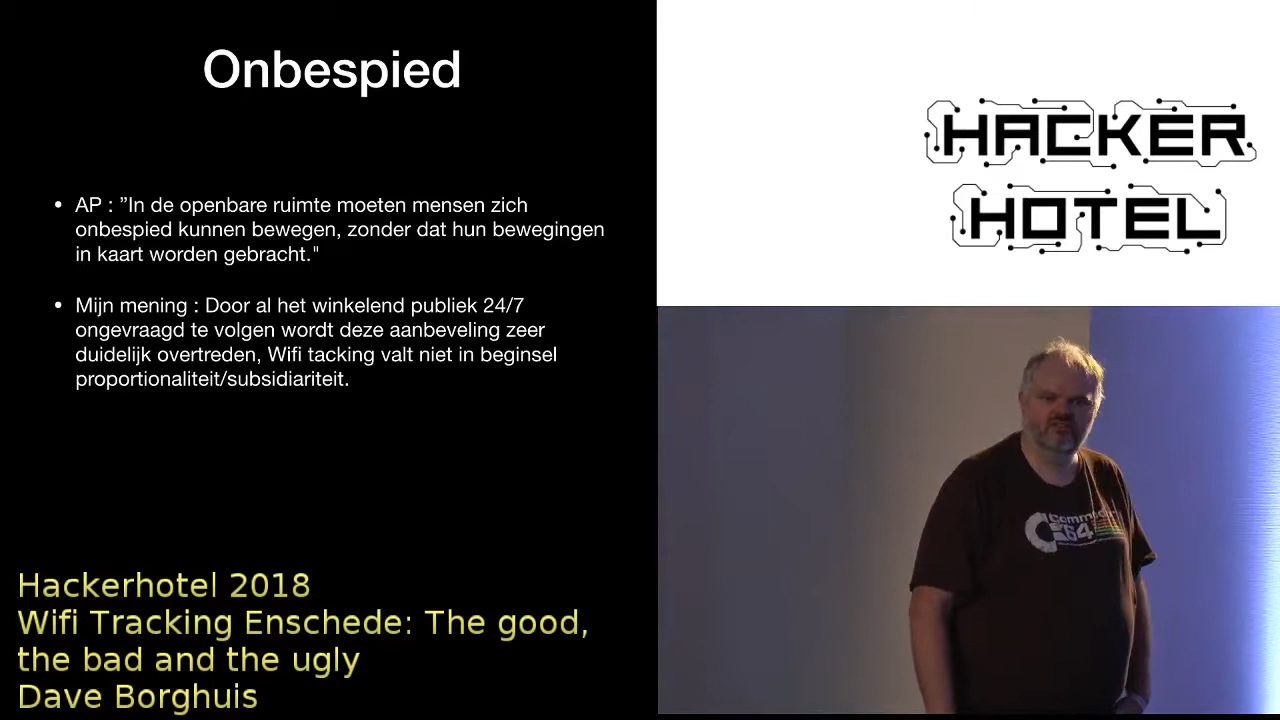 Onbespied
• AP : ”In de openbare ruimte moeten mensen zich
onbespied kunnen bewegen, zonder dat hun bewegingen
in kaart worden gebracht."
• Mijn mening : Door al het winkelend publiek 24/7
ongevraagd te volgen wordt deze aanbeveling zeer
duidelijk overtreden, Wifi tacking valt niet in beginsel
proportionaliteit/subsidiariteit.
HACKER
HOTEL
64
Hackerhotel 2018
Wifi Tracking Enschede: The good,
the bad and the ugly
Dave Borghuis